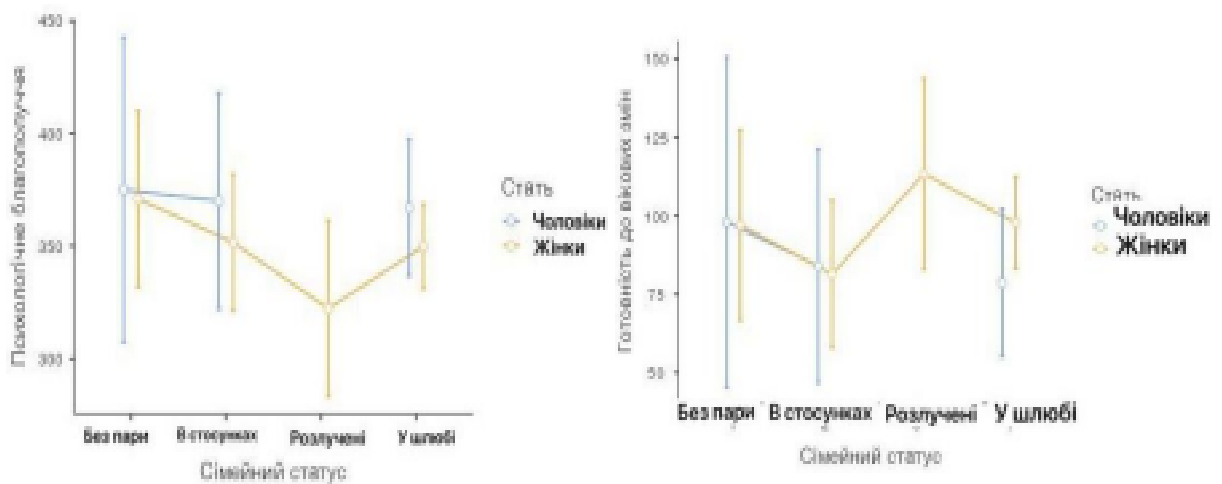 Психологічне благополуччя
450
400
350
300
Без пари В стосунках Розлучені У шлюбі
Сімейний статус
Стать
Чоловіки
Жінки
Готовність до вікових змін
150
125
100
75
50
Без пари В стосунках Розлучені У шлюбі
Сімейний статус
Стать
Чоловіки
Жінки